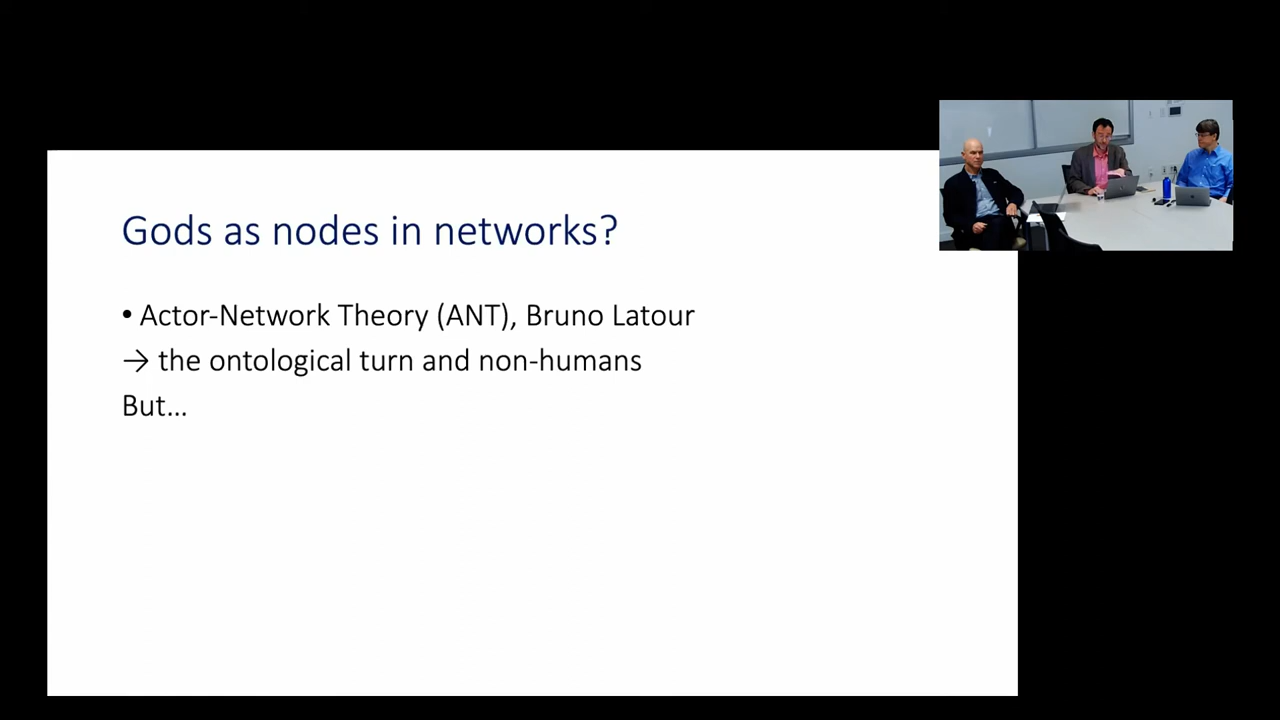 Gods as nodes in networks?
• Actor-Network Theory (ANT), Bruno Latour
→ the ontological turn and non-humans
But...